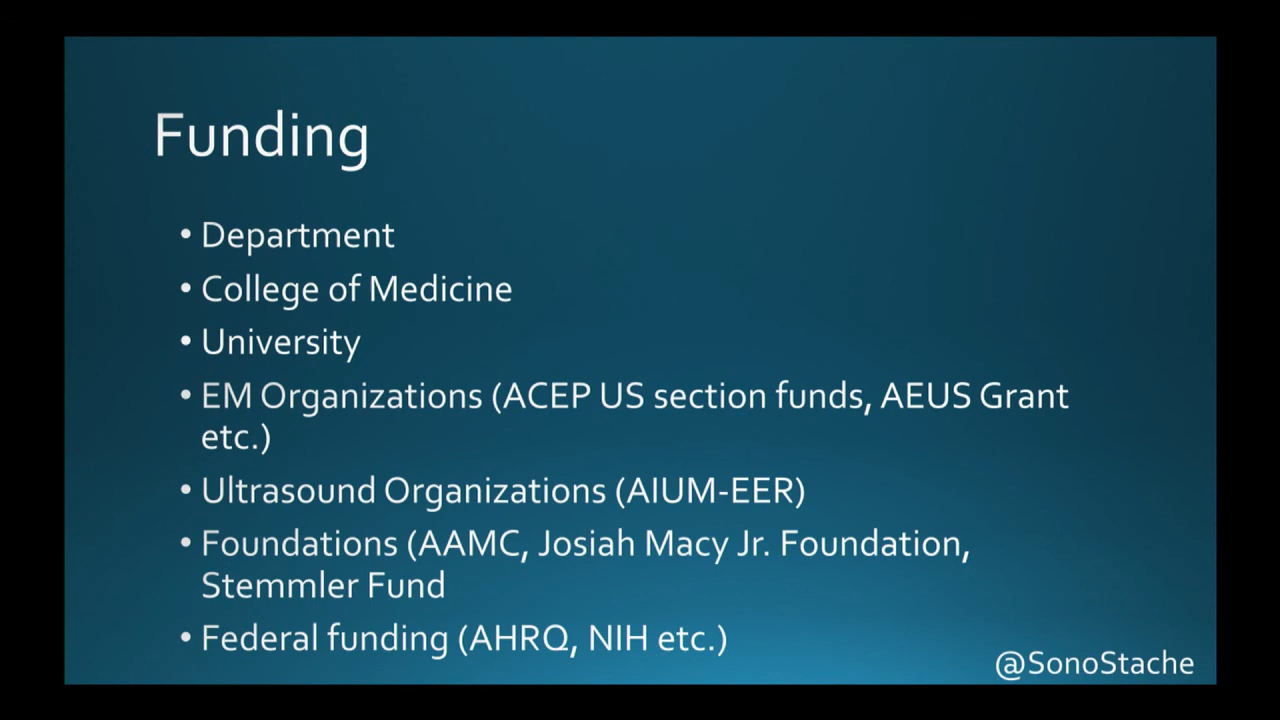 Funding
• Department
• College of Medicine
• University
• EM Organizations (ACEP US section funds, AEUS Grant
etc.)
• Ultrasound Organizations (AIUM-EER)
• Foundations (AAMC, Josiah Macy Jr. Foundation,
Stemmler Fund
• Federal funding (AHRQ, NIH etc.)
@SonoStache